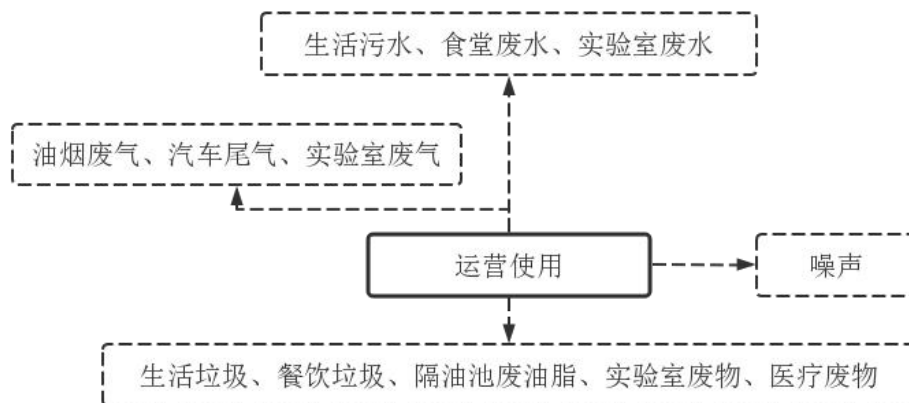 生活污水、食堂废水、实验室废水
油烟废气、汽车尾气、实验室废气
运营使用
噪声
生活垃圾、餐饮垃圾、隔油池废油脂、实验室废物、医疗废物